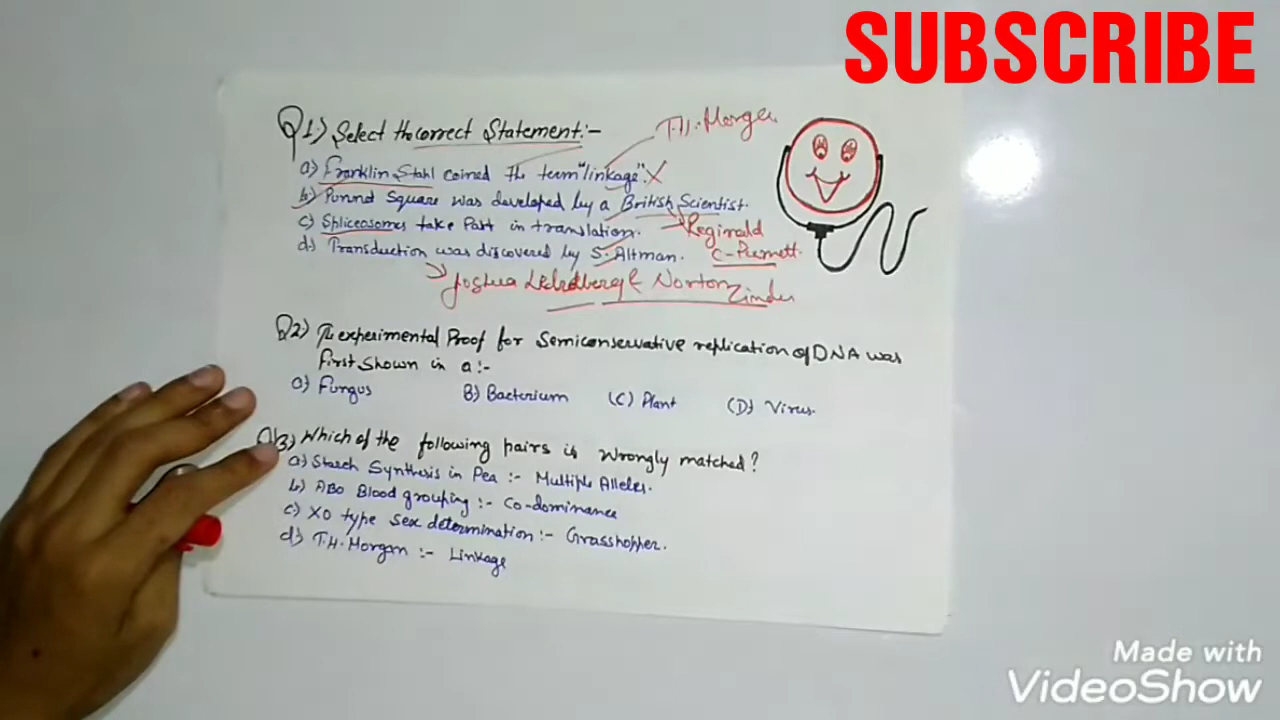 SUBSCRIBE
Q1.) Select the correct Statement:-
T.H. Morgan
a) Franklin Stahl coined the term "linkage". X
b) Punnet Square was developed by a British Scientist.
c) Spliceosomes take Part in translation.
Reginald
d) Transduction was discovered by S. Altman.
C-Punnett.
Joshua & Norton Zinder
Q2) The experimental Proof for Semiconservative replication of DNA was
first Shown in a:-
a) Fungus B) Bacterium (C) Plant (D) Virus.
Q3) Which of the following pairs is wrongly matched?
a) Starch Synthesis in Pea :- Multiple Alleles.
b) ABO Blood grouping :- Co-dominance
c) XO type Sex determination :- Grasshopper.
d) T.H. Morgan :- Linkage
Made with
VideoShow